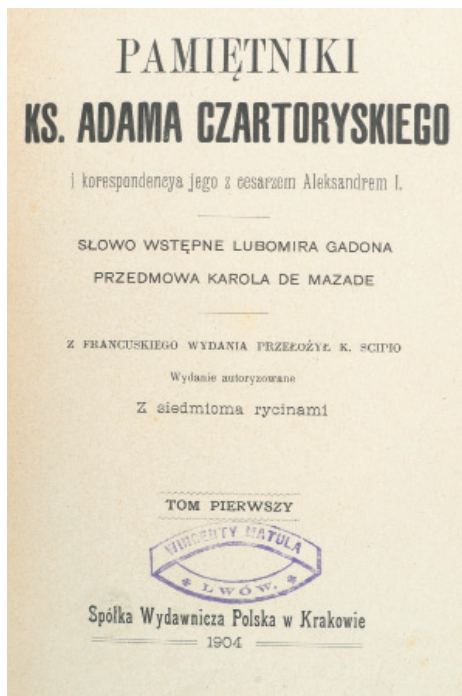 PAMIĘTNIKI
KS. ADAMA CZARTORYSKIEGO
i korespondencya jego z cesarzem Aleksandrem I.
SŁOWO WSTĘPNE LUBOMIRA GADONA
PRZEDMOWA KAROLA DE MAZADE
Z FRANCUSKIEGO WYDANIA PRZEŁOŻYŁ K. SCIPIO
Wydanie autoryzowane
Z siedmioma rycinami
TOM PIERWSZY
WINCENTY MATULA
LWÓW.
Spółka Wydawnicza Polska w Krakowie
1904